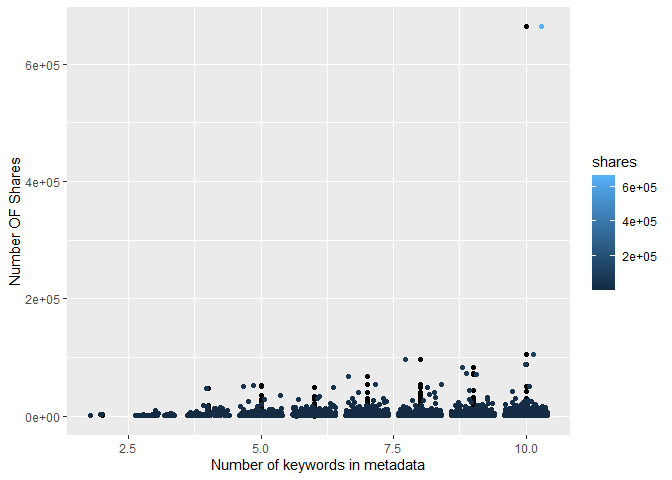 6e+05
4e+05
2e+05
0e+00
Number OF Shares
2.5
5.0
7.5
10.0
Number of keywords in metadata
shares
6e+05
4e+05
2e+05